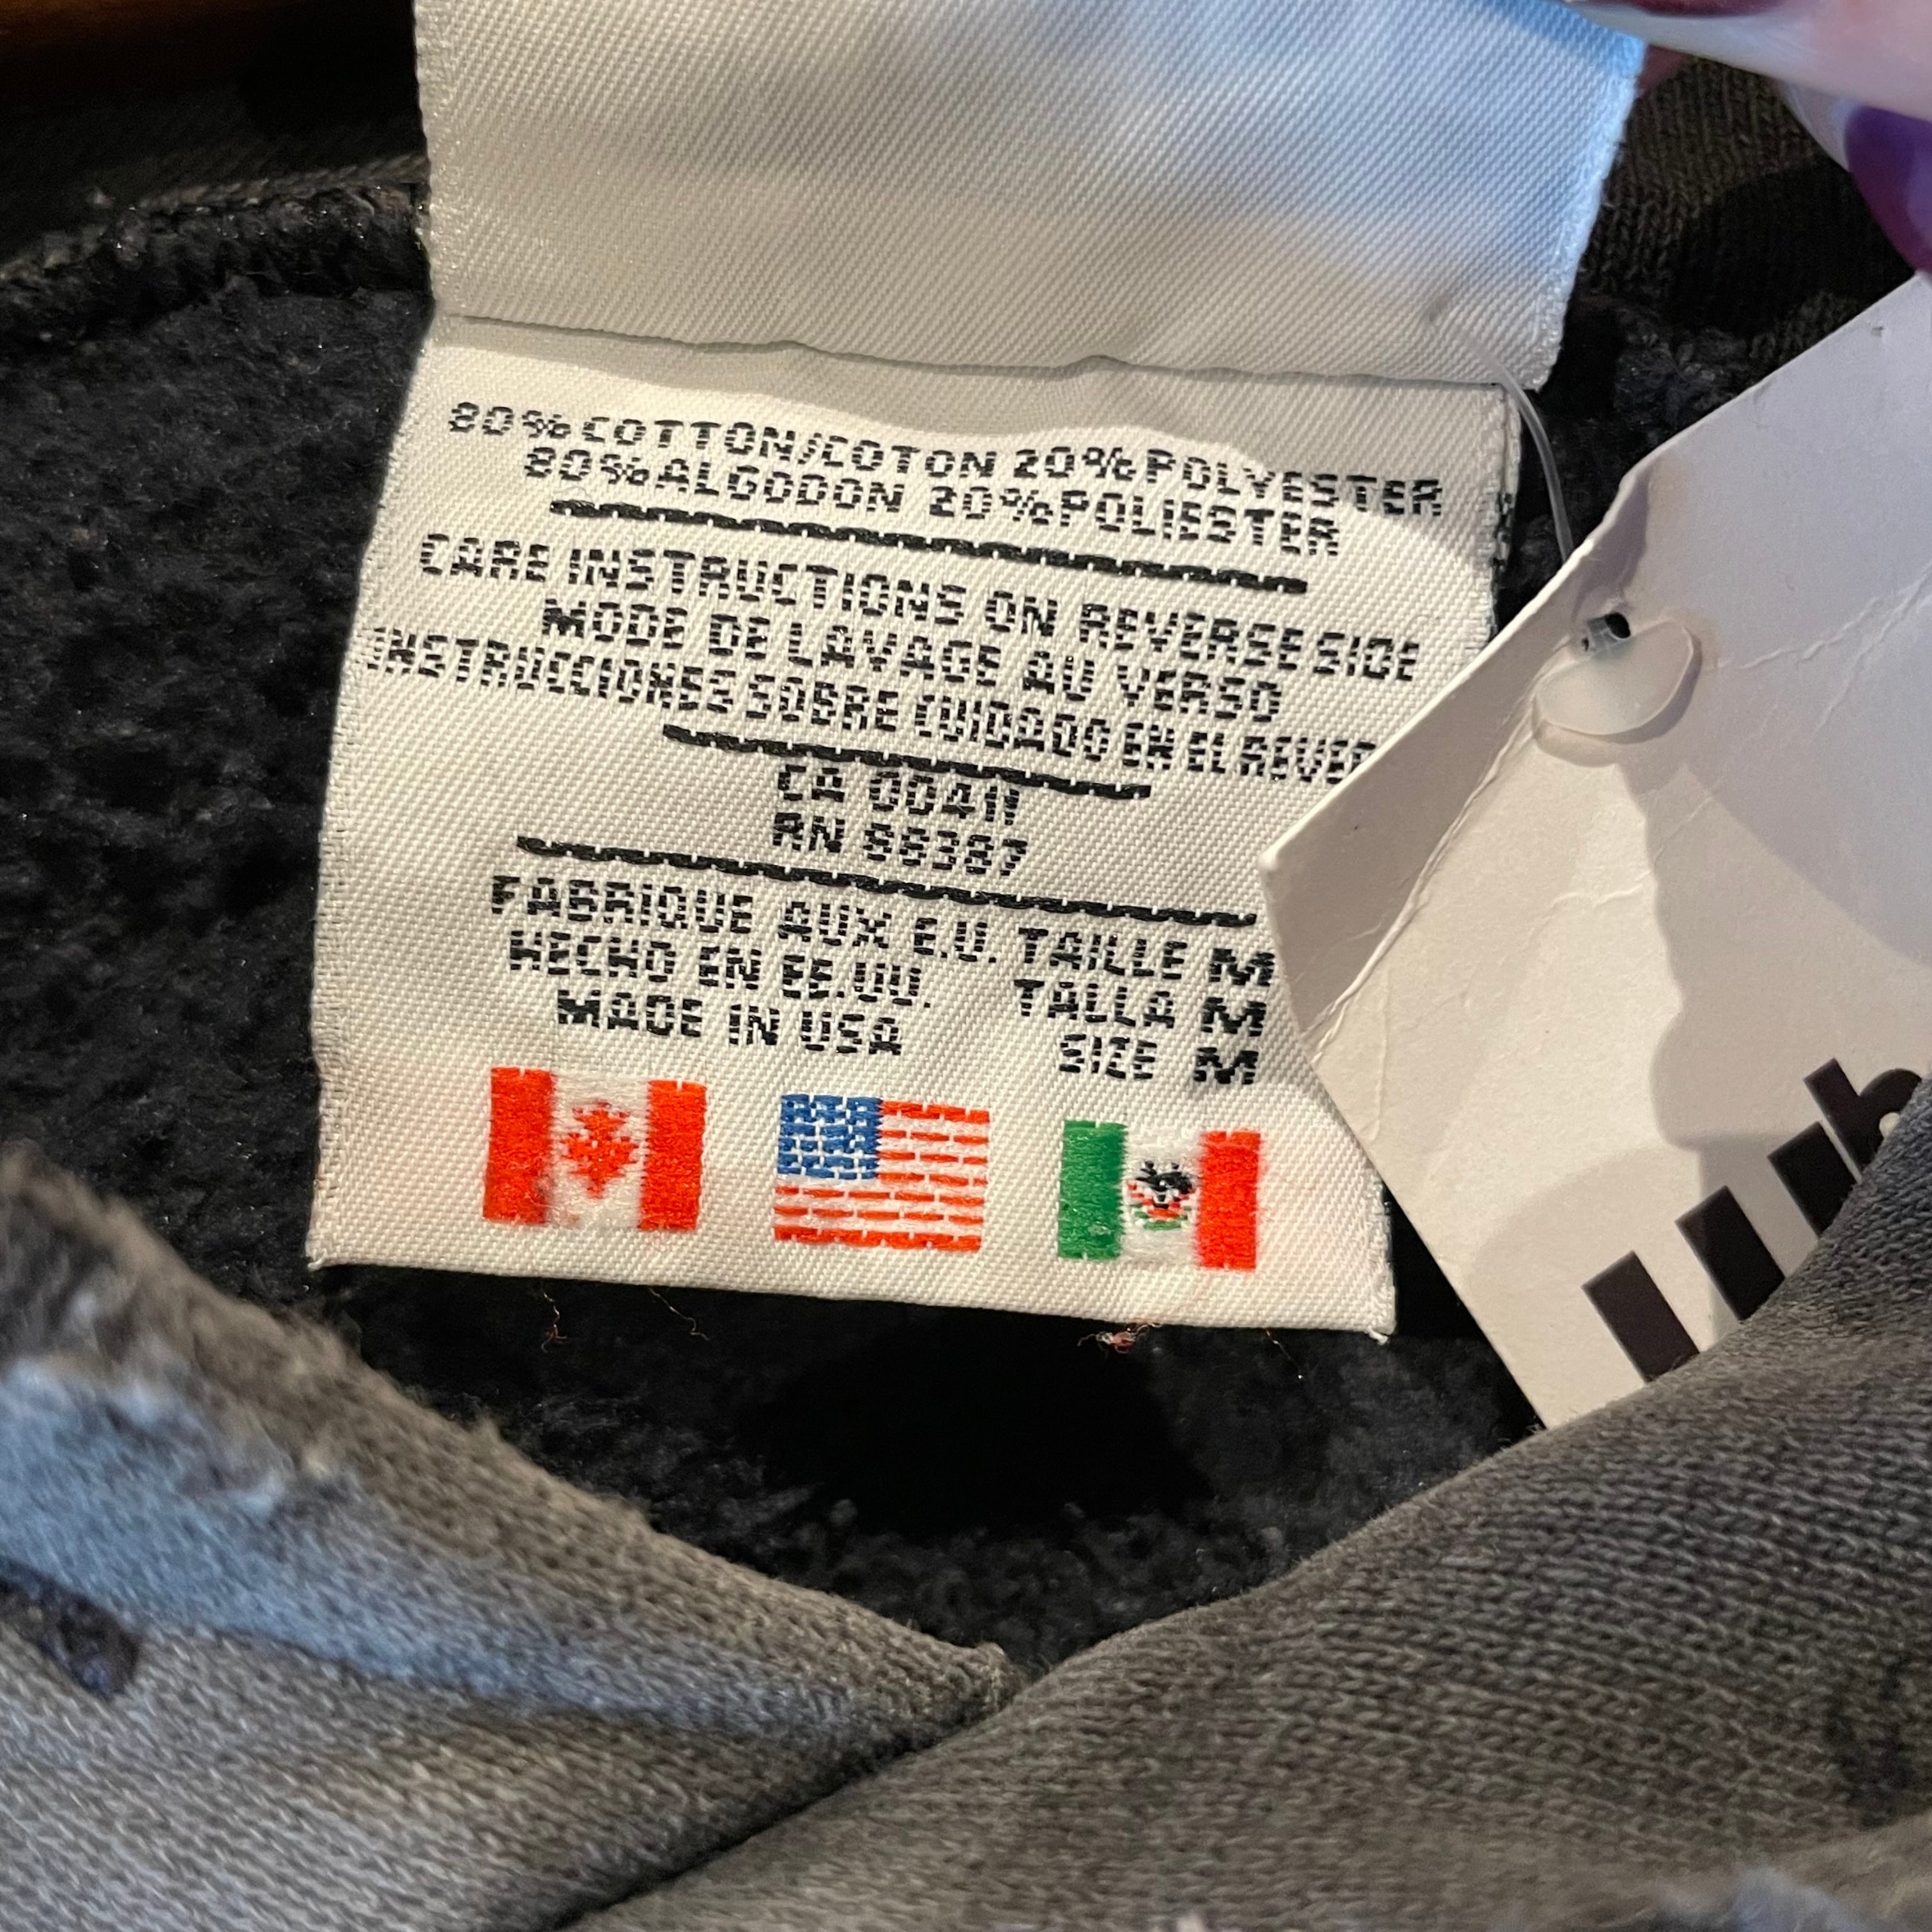 80% COTTON/COTON 20% POLYESTER
80% ALGODON 20% POLIESTER
CARE INSTRUCTIONS ON REVERSE SIDE
MODE DE LAVAGE AU VERSO
INSTRUCCIONES SOBRE CUIDADO EN EL REVER
CA 00411
RN 88387
FABRIQUE AUX E.U. TAILLE M
HECHO EN EE.UU. TALLA M
MADE IN USA SIZE M